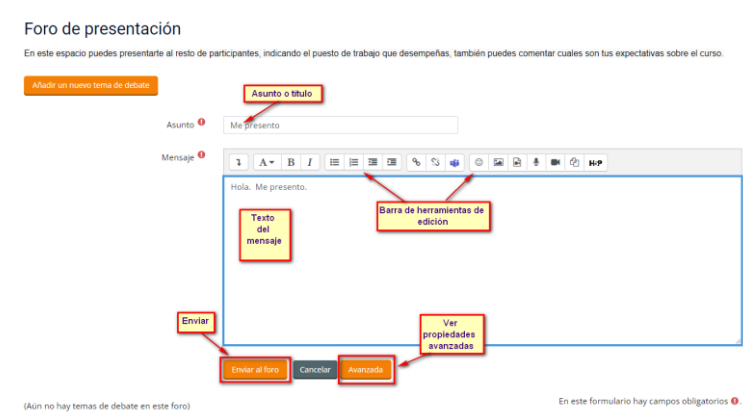 Foro de presentación
En este espacio puedes presentarte al resto de participantes, indicando el puesto de trabajo que desempeñas, también puedes comentar cuales son tus expectativas sobre el curso.
Añadir un nuevo tema de debate
Asunto o título
Asunto
Me presento
Mensaje
A B I H-P
Hola. Me presento.
Texto
del
mensaje
Barra de herramientas de
edición
Enviar
Ver
propiedades
avanzadas
Enviar al foro Cancelar Avanzada
En este formulario hay campos obligatorios .
(Aún no hay temas de debate en este foro)